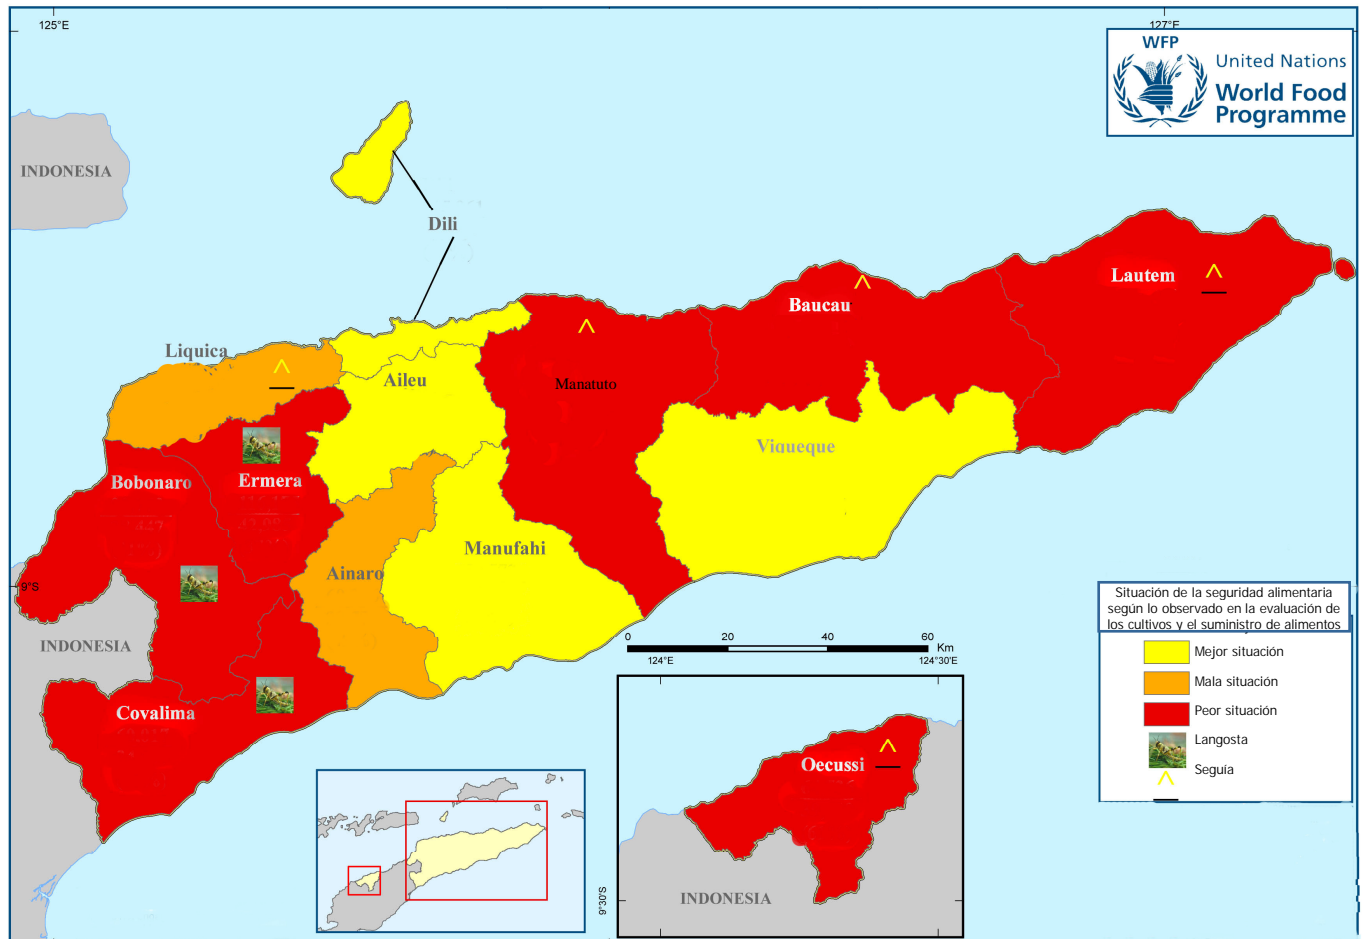 125°E
127°E
WFP
United Nations
World Food
Programme
INDONESIA
Dili
Lautem
Baucau
Liquica
Aileu
Manatuto
Viqueque
Bobonaro
Ermera
Manufahi
Ainaro
9°S
INDONESIA
Covalima
0 20 40 60
Km
124°E 124°30'E
Situación de la seguridad alimentaria
según lo observado en la evaluación de
los cultivos y el suministro de alimentos
Mejor situación
Mala situación
Peor situación
Langosta
Seguía
Oecussi
INDONESIA
9°30'S